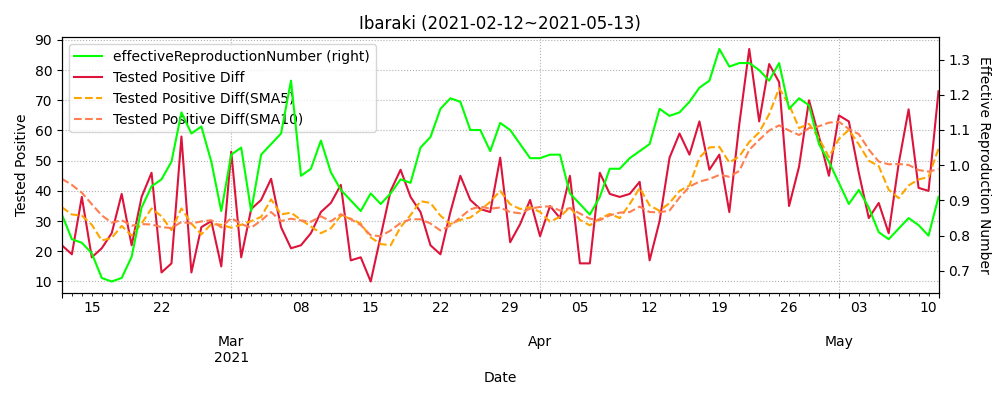 Ibaraki (2021-02-12~2021-05-13)
effectiveReproductionNumber (right)
Tested Positive Diff
Tested Positive Diff(SMA5)
Tested Positive Diff(SMA10)
Tested Positive
90
80
70
60
50
40
30
20
10
1.3
1.2
1.1
1.0
0.9
0.8
0.7
Effective Reproduction Number
15 22 08 15 22 29 05 12 19 26 03 10
Mar Apr May
2021
Date